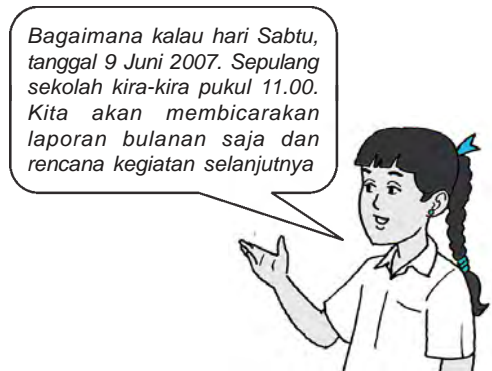 Bagaimana kalau hari Sabtu,
tanggal 9 Juni 2007. Sepulang
sekolah kira-kira pukul 11.00.
Kita akan membicarakan
laporan bulanan saja dan
rencana kegiatan selanjutnya